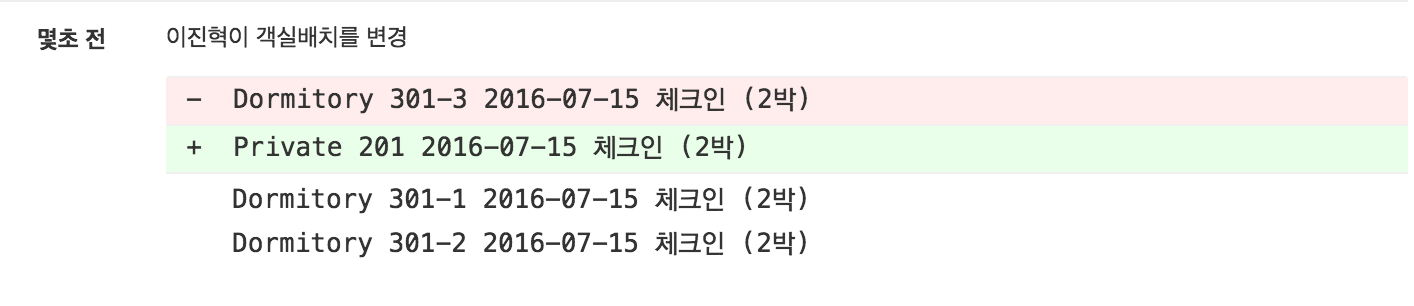 몇초 전 이진혁이 객실배치를 변경
- Dormitory 301-3 2016-07-15 체크인 (2박)
+ Private 201 2016-07-15 체크인 (2박)
Dormitory 301-1 2016-07-15 체크인 (2박)
Dormitory 301-2 2016-07-15 체크인 (2박)